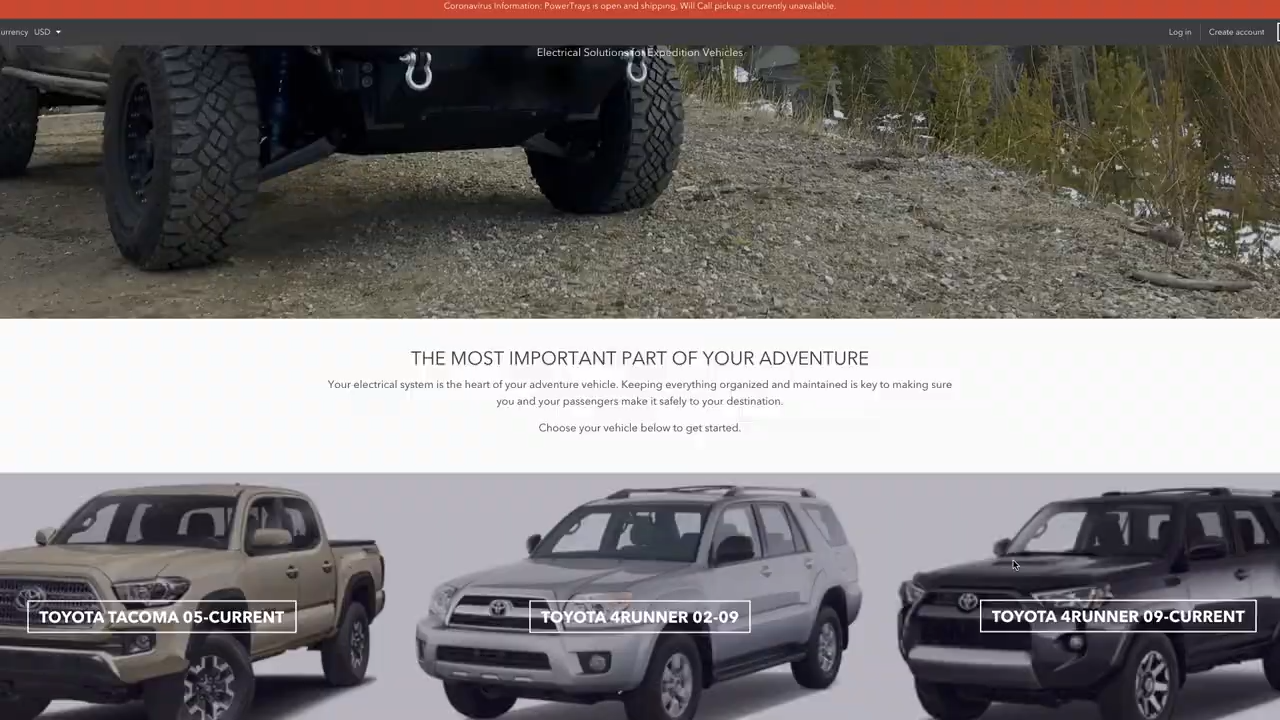 Coronavirus Information: PowerTrays is open and shipping. Will Call pickup is currently unavailable.
urrency USD
Log in Create account
Electrical Solutions for Expedition Vehicles
THE MOST IMPORTANT PART OF YOUR ADVENTURE
Your electrical system is the heart of your adventure vehicle. Keeping everything organized and maintained is key to making sure
you and your passengers make it safely to your destination.
Choose your vehicle below to get started.
TOYOTA TACOMA 05-CURRENT
TOYOTA 4RUNNER 02-09
TOYOTA 4RUNNER 09-CURRENT